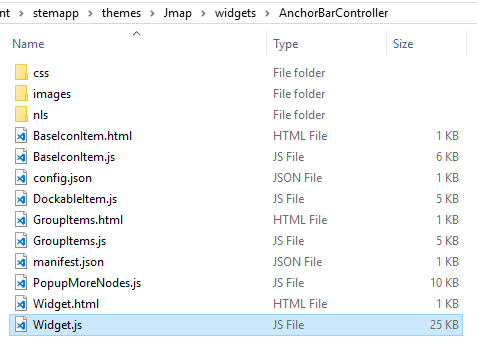 nt > stemapp > themes > Jmap > widgets > AnchorBarController
Name Type Size
css File folder
images File folder
nls File folder
BaseIconItem.html HTML File 1 KB
BaseIconItem.js JS File 6 KB
config.json JSON File 1 KB
DockableItem.js JS File 5 KB
GroupItems.html HTML File 1 KB
GroupItems.js JS File 5 KB
manifest.json JSON File 1 KB
PopupMoreNodes.js JS File 10 KB
Widget.html HTML File 1 KB
Widget.js JS File 25 KB